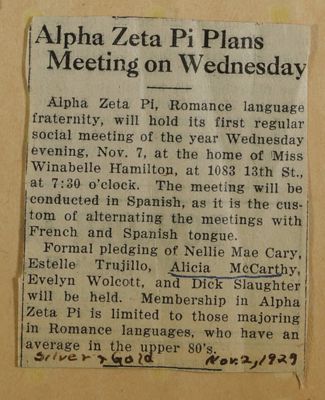 Alpha Zeta Pi Plans
Meeting on Wednesday
Alpha Zeta Pi, Romance language
fraternity, will hold its first regular
social meeting of the year Wednesday
evening, Nov. 7, at the home of Miss
Winabelle Hamilton, at 1083 13th St.,
at 7:30 o'clock. The meeting will be
conducted in Spanish, as it is the cus-
tom of alternating the meetings with
French and Spanish tongue.
Formal pledging of Nellie Mae Cary,
Estelle Trujillo, Alicia McCarthy,
Evelyn Wolcott, and Dick Slaughter
will be held. Membership in Alpha
Zeta Pi is limited to those majoring
in Romance languages, who have an
average in the upper 80's.
Silver & Gold Nov. 2, 1929